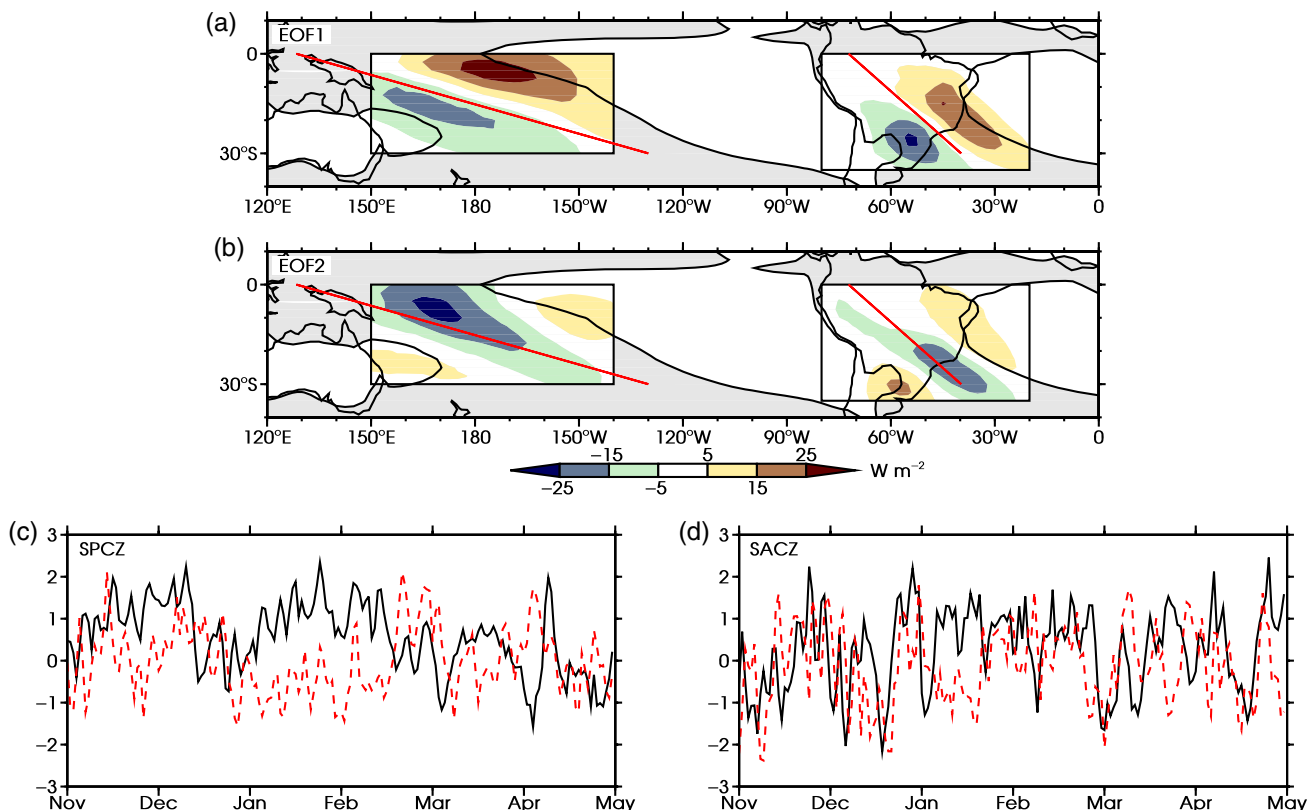 (a)
EOF1
0
30°S
120°E 150°E 180 150°W 120°W 90°W 60°W 30°W 0
(b)
EOF2
0
30°S
120°E 150°E 180 150°W 120°W 90°W 60°W 30°W 0
−15 5 25
W m⁻²
−25 −5 15
(c) (d)
SPCZ SACZ
3 3
2 2
1 1
0 0
−1 −1
−2 −2
−3 −3
Nov Dec Jan Feb Mar Apr May Nov Dec Jan Feb Mar Apr May